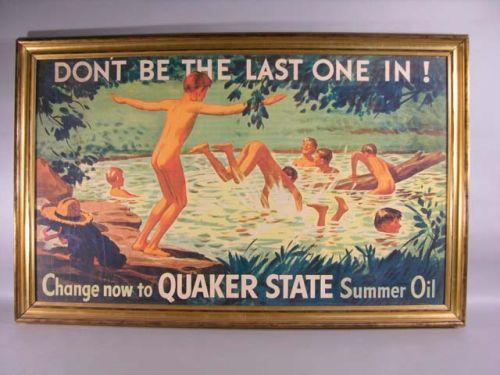 DON'T BE THE LAST ONE IN !
Change now to QUAKER STATE Summer Oil